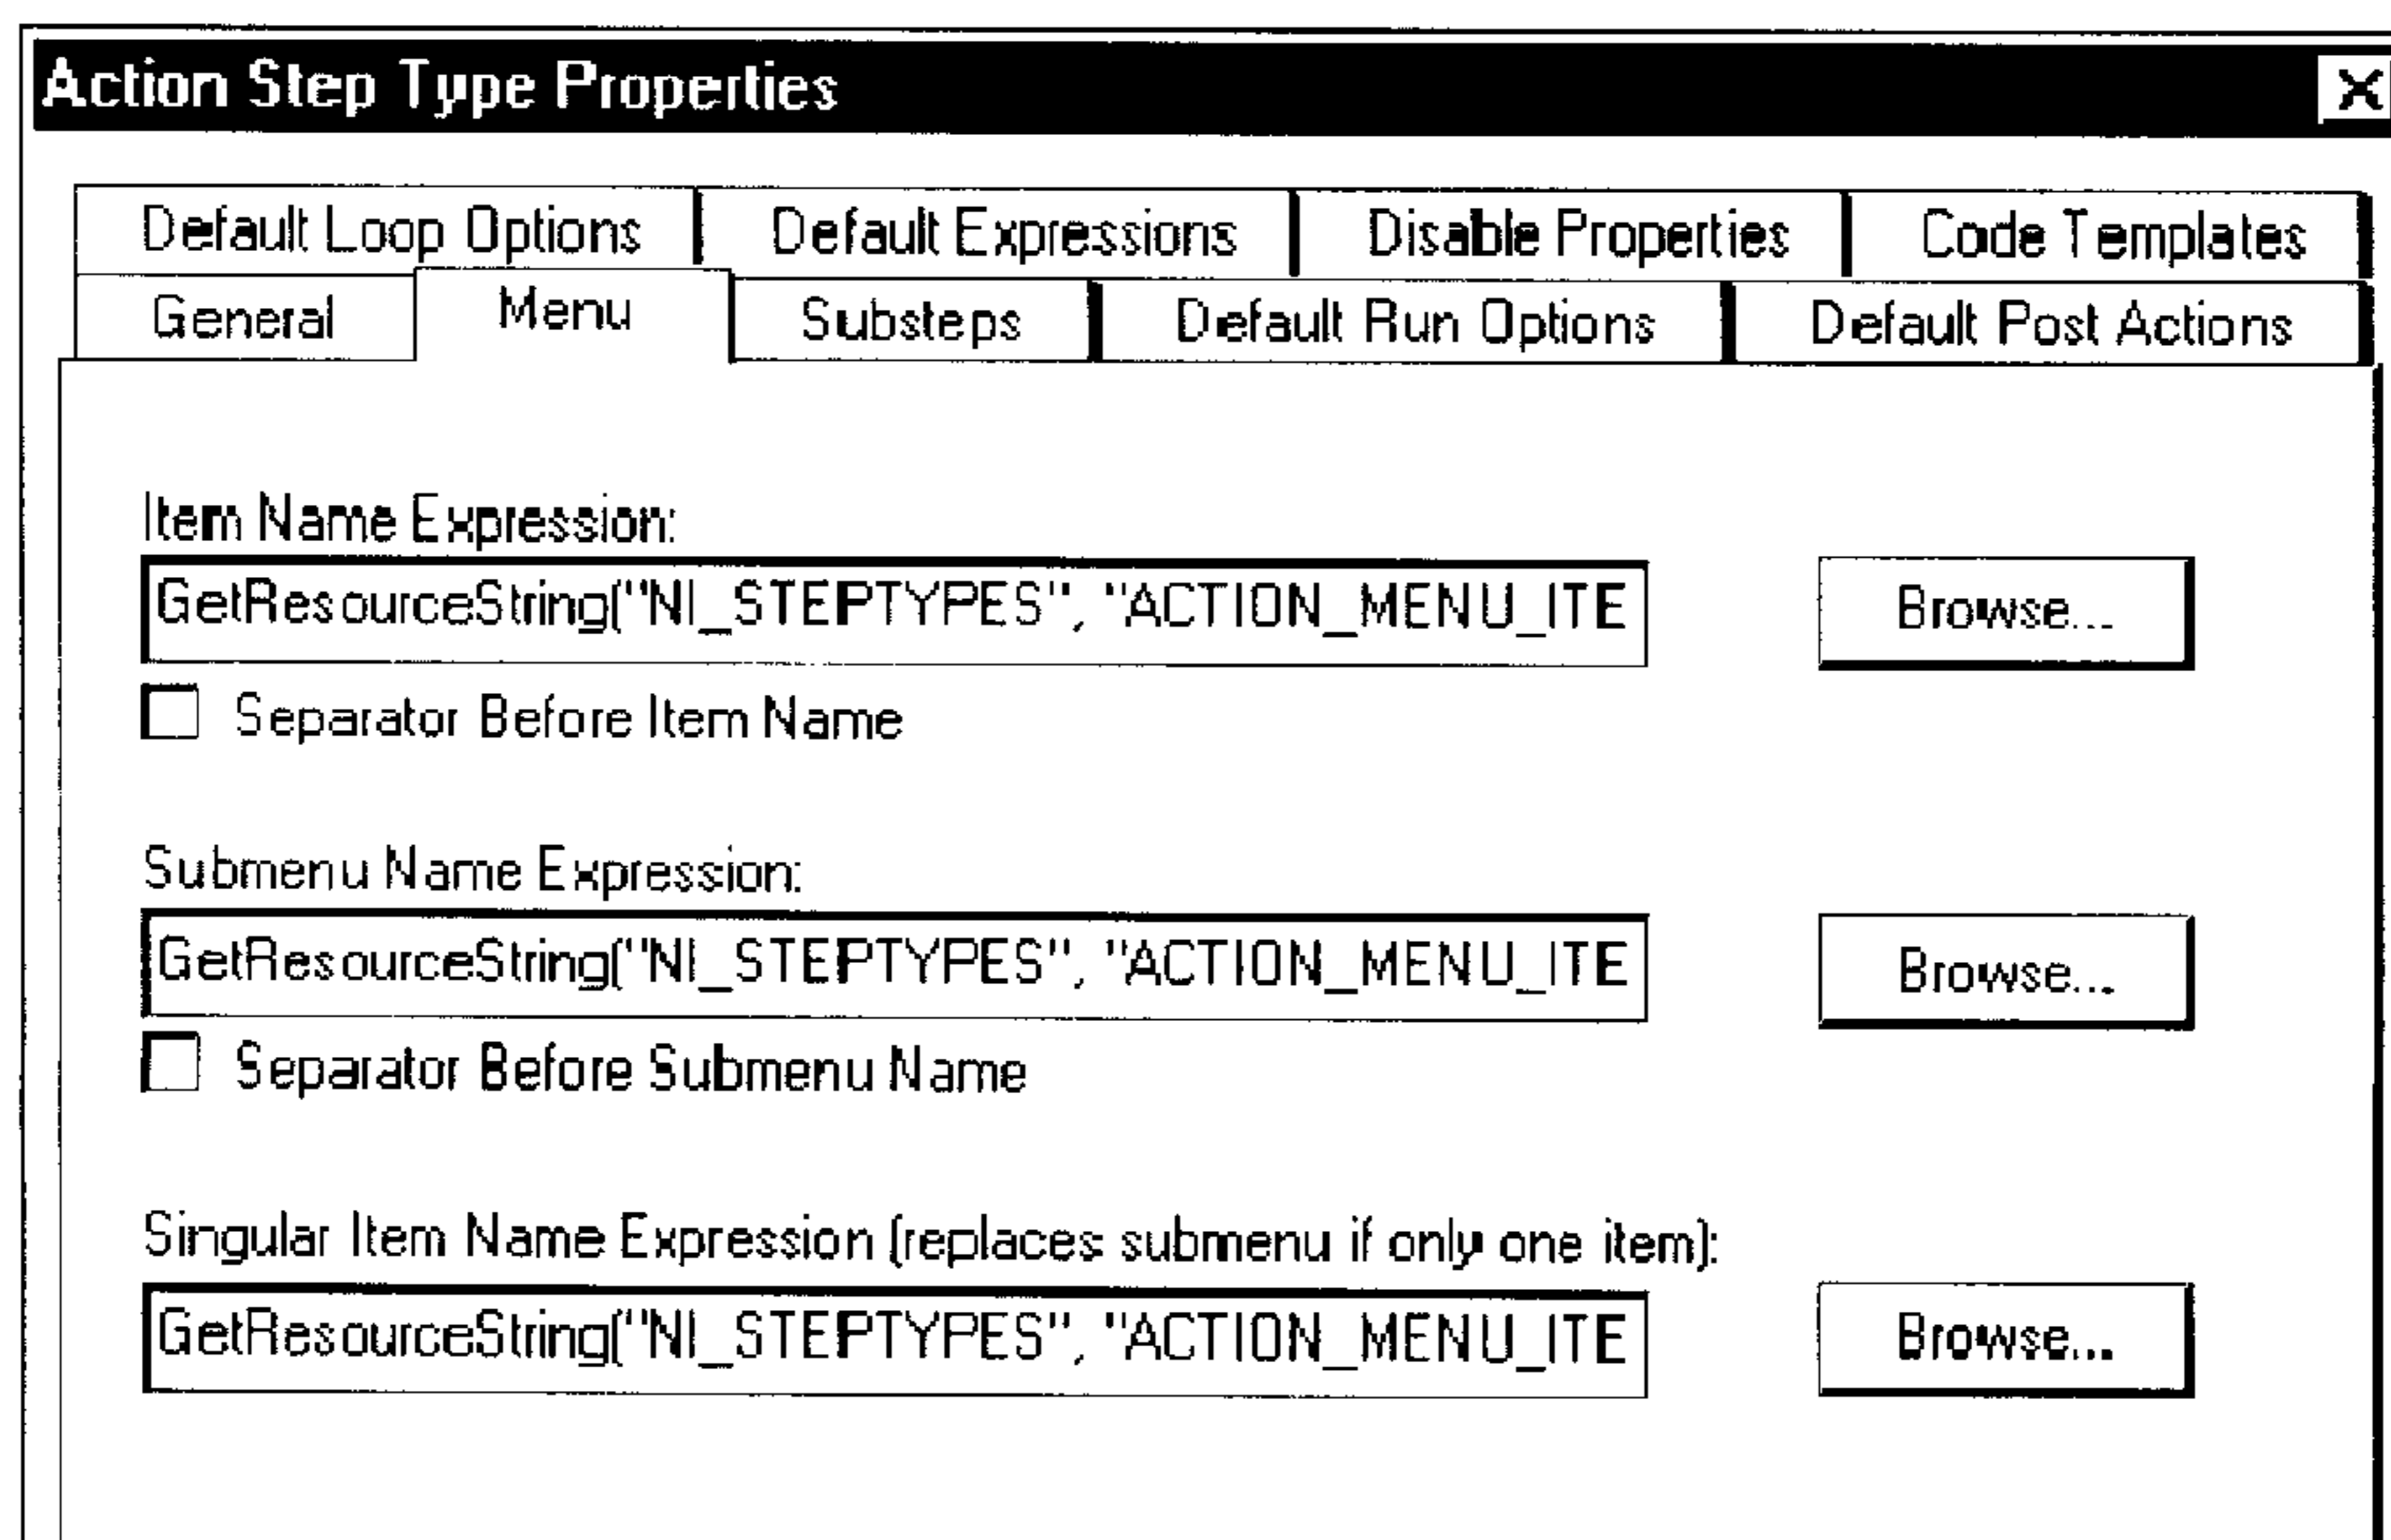 Action Step Type Properties
Default Loop Options Default Expressions Disable Properties Code Templates
General Menu Substeps Default Run Options Default Post Actions
Item Name Expression:
GetResourceString("NI_STEPTYPES", "ACTION_MENU_ITE Browse...
Separator Before Item Name
Submenu Name Expression:
GetResourceString("NI_STEPTYPES", "ACTION_MENU_ITE Browse...
Separator Before Submenu Name
Singular Item Name Expression (replaces submenu if only one item):
GetResourceString("NI_STEPTYPES", "ACTION_MENU_ITE Browse...